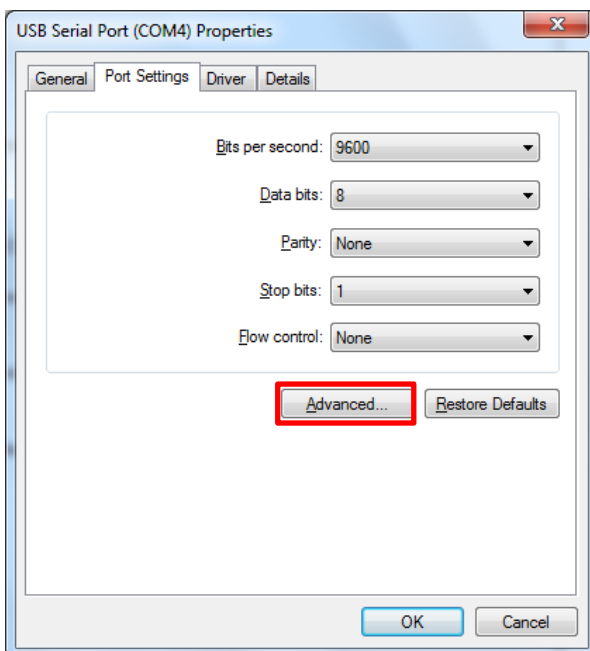 USB Serial Port (COM4) Properties
General Port Settings Driver Details
Bits per second: 9600
Data bits: 8
Parity: None
Stop bits: 1
Flow control: None
Advanced... Restore Defaults
OK Cancel